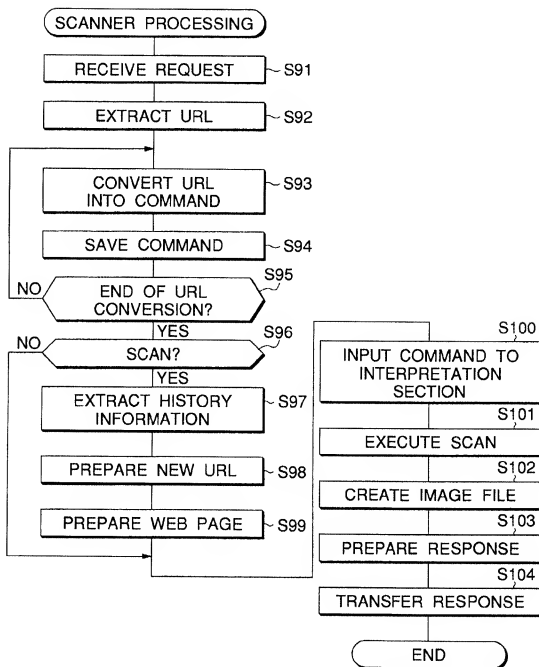 SCANNER PROCESSING
RECEIVE REQUEST
S91
EXTRACT URL
S92
CONVERT URL
INTO COMMAND
S93
SAVE COMMAND
S94
S95
NO
END OF URL
CONVERSION?
YES
S96
NO
SCAN?
YES
EXTRACT HISTORY
INFORMATION
S97
PREPARE NEW URL
S98
PREPARE WEB PAGE
S99
S100
INPUT COMMAND TO
INTERPRETATION
SECTION
S101
EXECUTE SCAN
S102
CREATE IMAGE FILE
S103
PREPARE RESPONSE
S104
TRANSFER RESPONSE
END